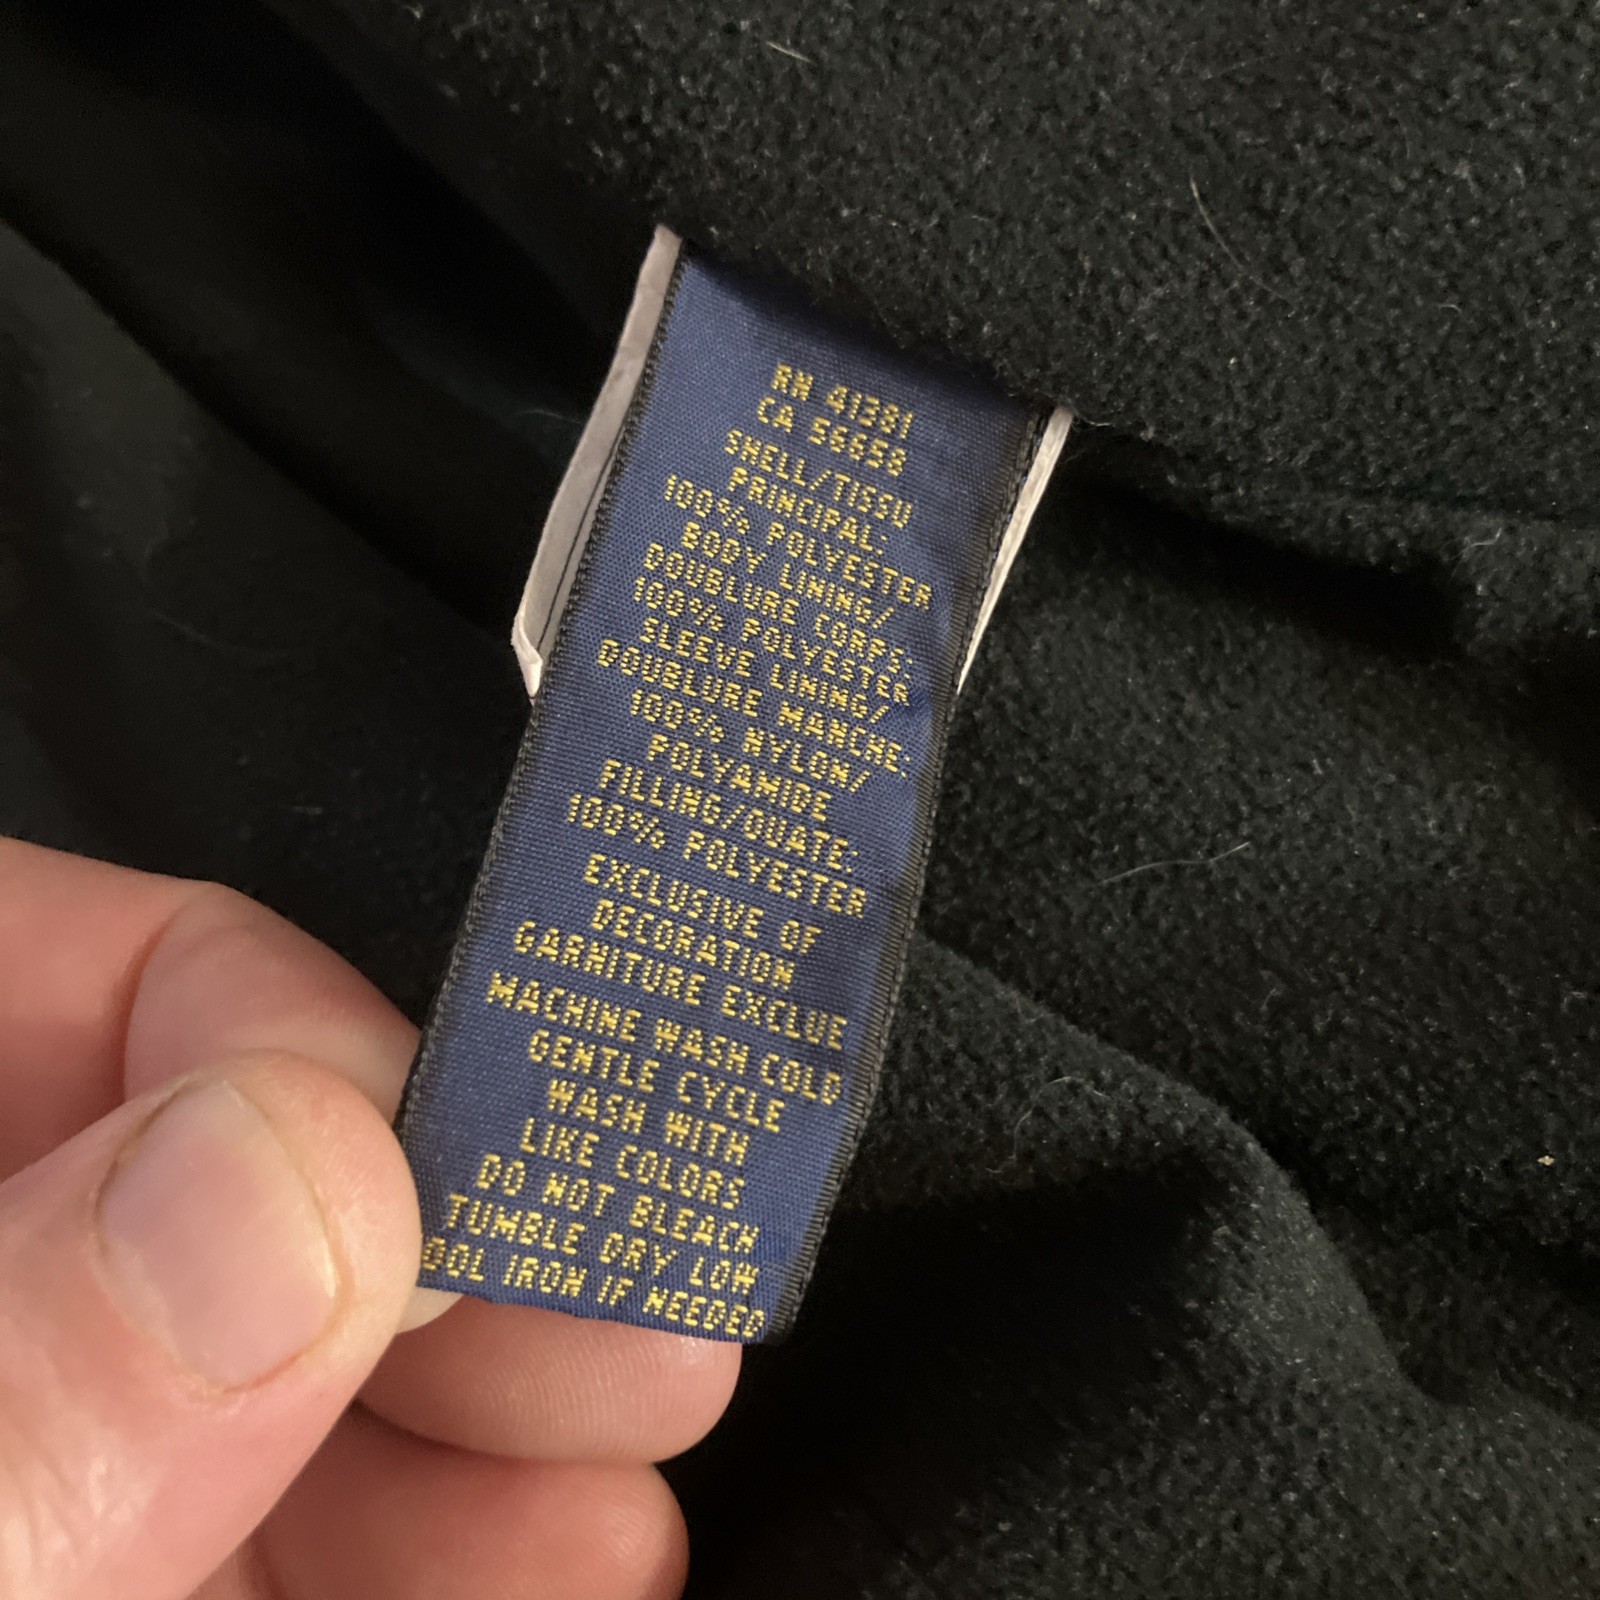 RN 41381
CA 56658
SHELL/TISSU
PRINCIPAL:
100% POLYESTER
BODY LINING/
DOUBLURE CORPS:
100% POLYESTER
SLEEVE LINING/
DOUBLURE MANCHE:
100% NYLON/
POLYAMIDE
FILLING/OUATE:
100% POLYESTER
EXCLUSIVE OF
DECORATION
GARNITURE EXCLUE
MACHINE WASH COLD
GENTLE CYCLE
WASH WITH
LIKE COLORS
DO NOT BLEACH
TUMBLE DRY LOW
OOL IRON IF NEEDED